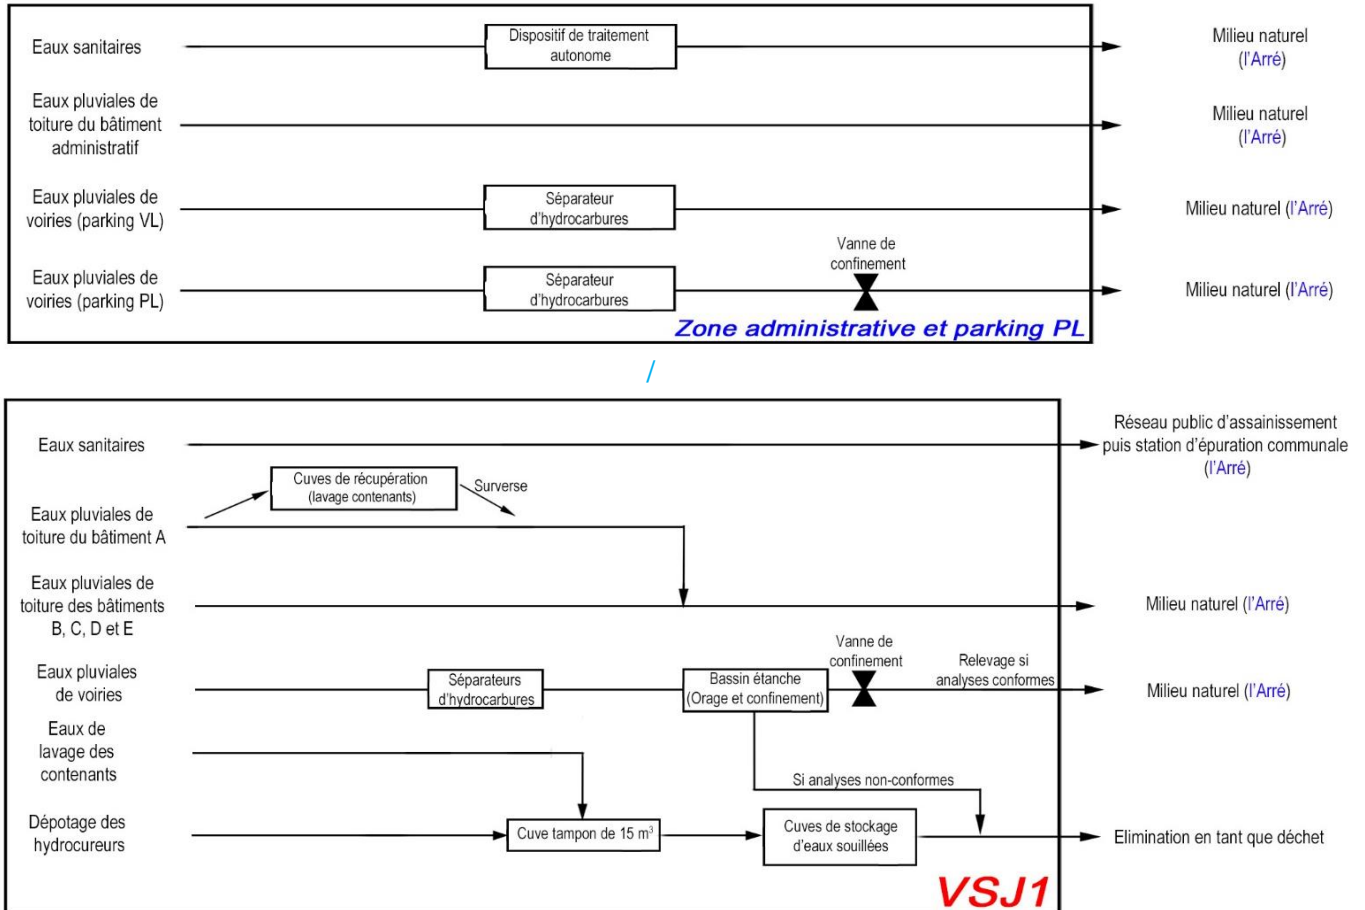 Eaux sanitaires
Dispositif de traitement
autonome
Milieu naturel
(l'Arré)
Eaux pluviales de
toiture du bâtiment
administratif
Milieu naturel
(l'Arré)
Eaux pluviales de
voiries (parking VL)
Séparateur
d'hydrocarbures
Milieu naturel (l'Arré)
Eaux pluviales de
voiries (parking PL)
Séparateur
d'hydrocarbures
Vanne de
confinement
Milieu naturel (l'Arré)
Zone administrative et parking PL
/
Eaux sanitaires
Réseau public d'assainissement
puis station d'épuration communale
(l'Arré)
Cuves de récupération
(lavage contenants)
Surverse
Eaux pluviales de
toiture du bâtiment A
Eaux pluviales de
toiture des bâtiments
B, C, D et E
Milieu naturel (l'Arré)
Eaux pluviales
de voiries
Séparateurs
d'hydrocarbures
Bassin étanche
(Orage et confinement)
Vanne de
confinement
Relevage si
analyses conformes
Milieu naturel (l'Arré)
Eaux de
lavage des
contenants
Si analyses non-conformes
Dépotage des
hydrocureurs
Cuve tampon de 15 m³
Cuves de stockage
d'eaux souillées
Elimination en tant que déchet
VSJ1